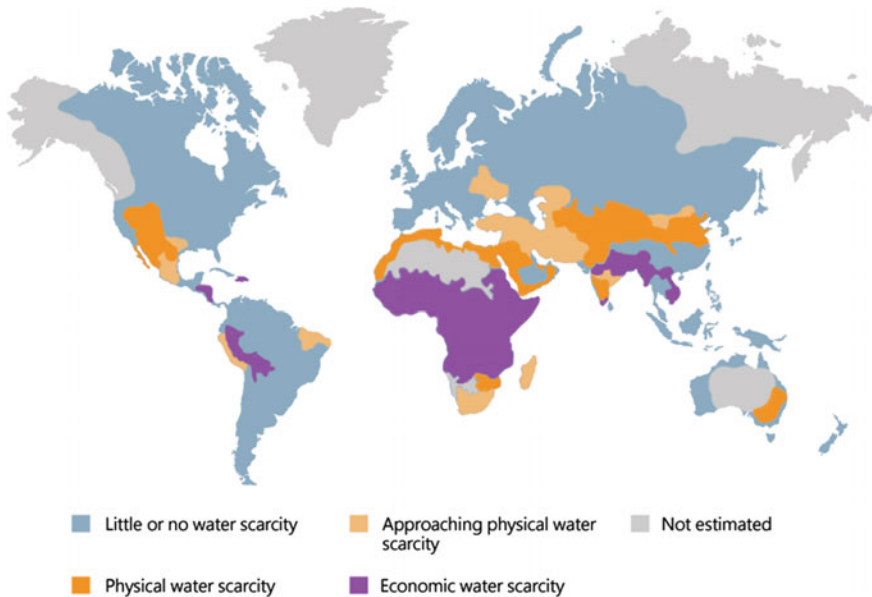 Little or no water scarcity
Approaching physical water
scarcity
Not estimated
Physical water scarcity
Economic water scarcity